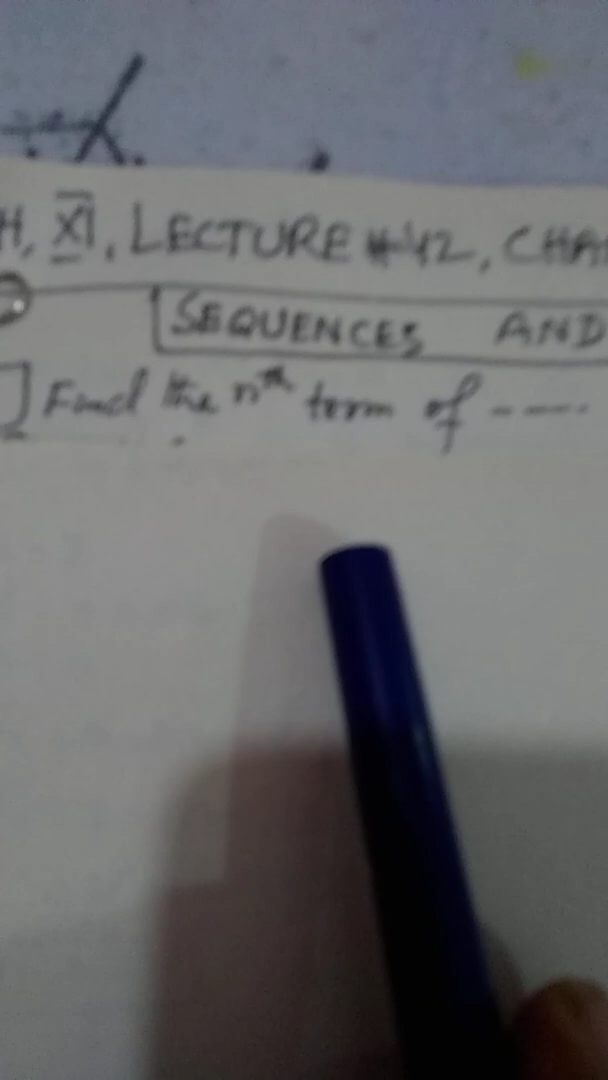 H, XI, LECTURE #42, CHA
SEQUENCES AND
Find the nth term of ----